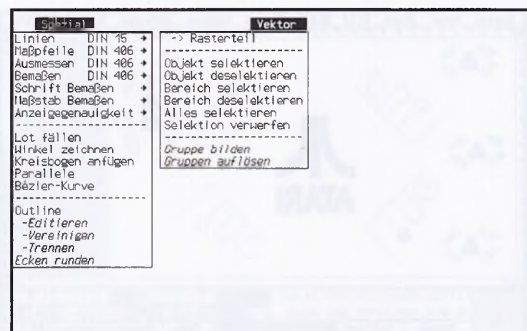 Spezial
Linien DIN 15
Maßpfeile DIN 406
Ausmessen DIN 406
Bemaßen DIN 406
Schrift Bemaßen
Maßstab Bemaßen
Anzeigegenauigkeit
Lot fällen
Winkel zeichnen
Kreisbogen anfügen
Parallele
Bézier-Kurve
Outline
-Editieren
-Vereinigen
-Trennen
Ecken runden
Vektor
-> Rasterteil
Objekt selektieren
Objekt deselektieren
Bereich selektieren
Bereich deselektieren
Alles selektieren
Selektion verwerfen
Gruppe bilden
Gruppen auflösen